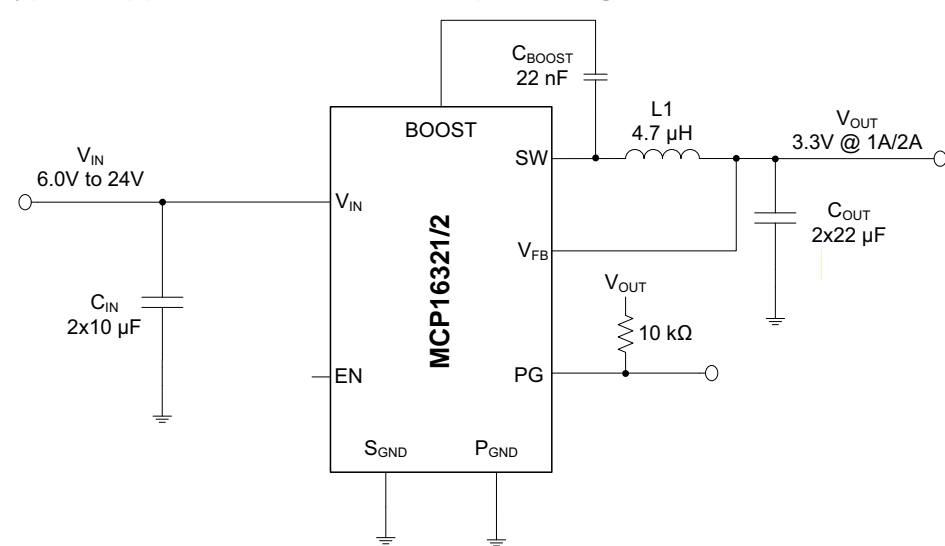 C_BOOST
22 nF
BOOST
L1
4.7 µH
V_OUT
3.3V @ 1A/2A
SW
V_IN
6.0V to 24V
V_IN
C_OUT
2x22 µF
V_FB
MCP16321/2
V_OUT
10 kΩ
C_IN
2x10 µF
EN
PG
S_GND
P_GND